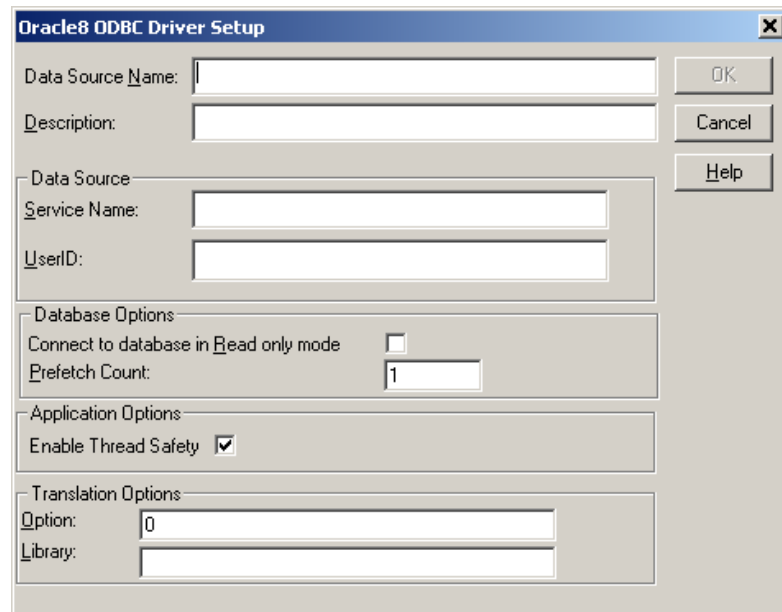 Oracle8 ODBC Driver Setup
Data Source Name:
OK
Description:
Cancel
Help
Data Source
Service Name:
UserID:
Database Options
Connect to database in Read only mode
Prefetch Count: 1
Application Options
Enable Thread Safety
Translation Options
Option: 0
Library: